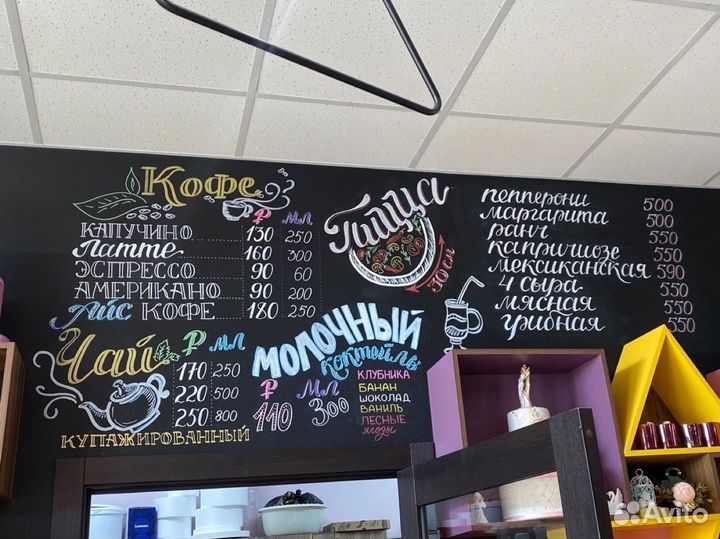 Кофе
₽ мл
КАПУЧИНО 130 250
Латте 160 300
ЭСПРЕССО 90 60
АМЕРИКАНО 90 200
Айс КОФЕ 180 250
Чай
₽ мл
170 250
220 500
250 800
КУПАЖИРОВАННЫЙ
МОЛОЧНЫЙ
коктейль
₽ мл
110 300
КЛУБНИКА
БАНАН
ШОКОЛАД
ВАНИЛЬ
ЛЕСНЫЕ
ЯГОДЫ
Пицца
30 см
пепперони 500
маргарита 500
ранч 550
капричиозе 550
мексиканская 590
4 сыра 550
мясная 550
грибная 550
Avito